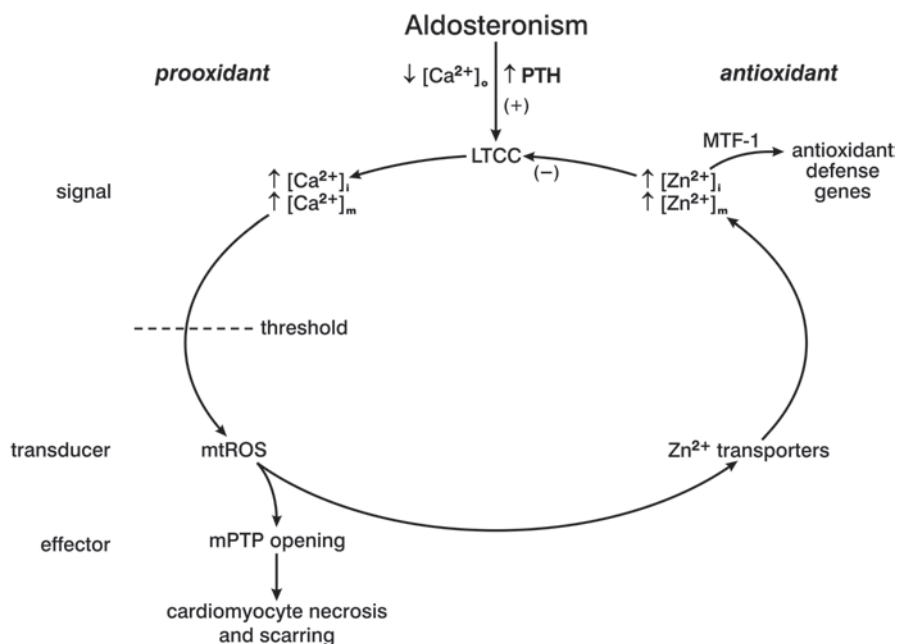 Aldosteronism
prooxidant
↓ [Ca²⁺]ₒ ↑ PTH
antioxidant
(+)
MTF-1
LTCC
(−)
antioxidant
defense
genes
signal
↑ [Ca²⁺]ᵢ
↑ [Ca²⁺]ₘ
↑ [Zn²⁺]ᵢ
↑ [Zn²⁺]ₘ
threshold
transducer
mtROS
Zn²⁺ transporters
effector
mPTP opening
cardiomyocyte necrosis
and scarring